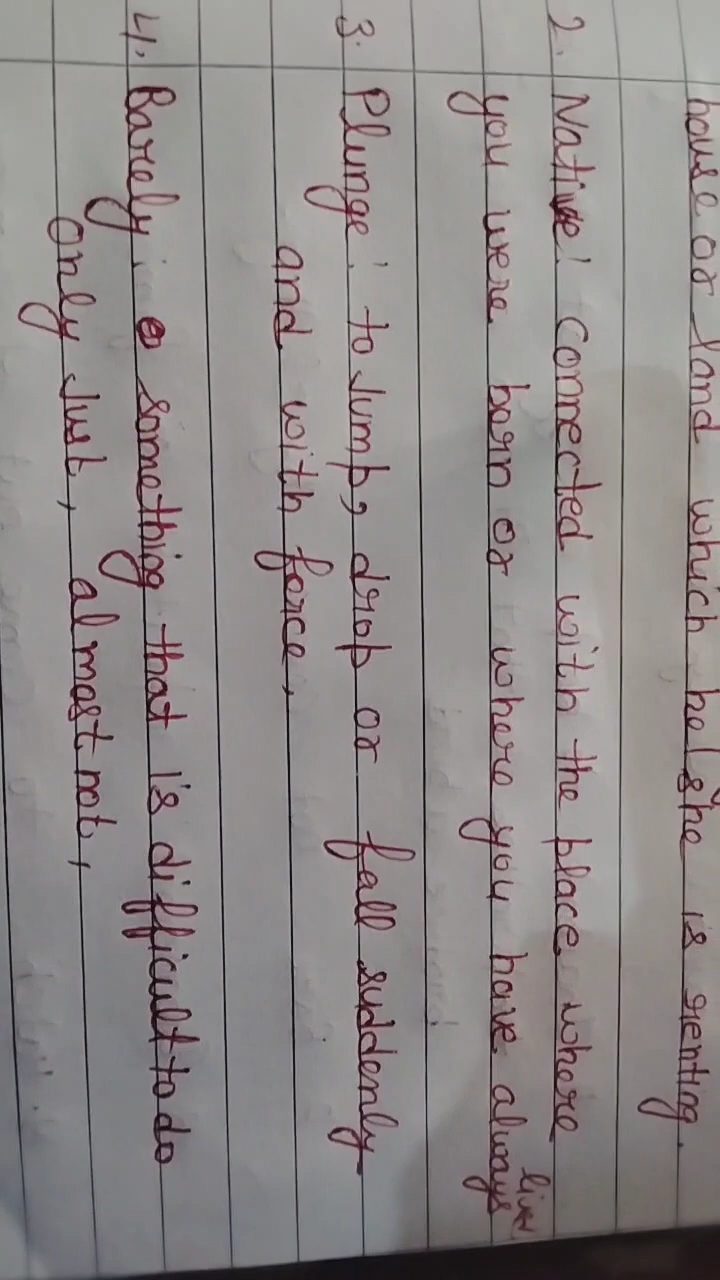 house or land which he/she is renting.
2. Native: connected with the place where
you were born or where you have always live
3. Plunge: to Jump, drop or fall suddenly
and with force,
4. Barely: something that is difficult to do
only Just, almost not,